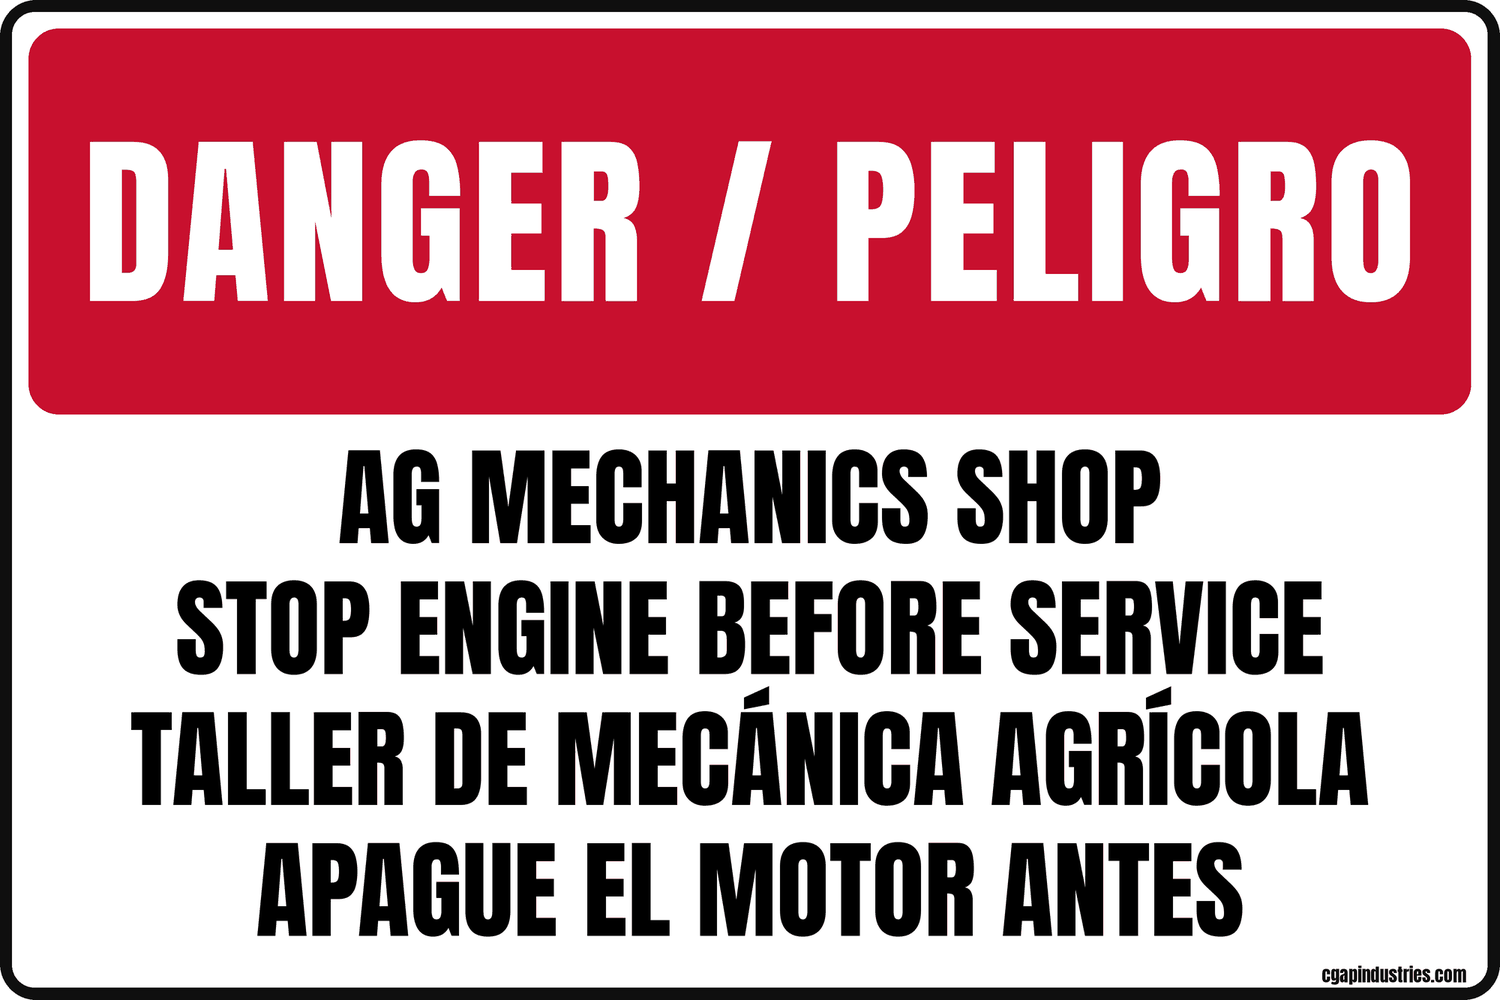 DANGER / PELIGRO
AG MECHANICS SHOP
STOP ENGINE BEFORE SERVICE
TALLER DE MECÁNICA AGRÍCOLA
APAGUE EL MOTOR ANTES
cgapindustries.com